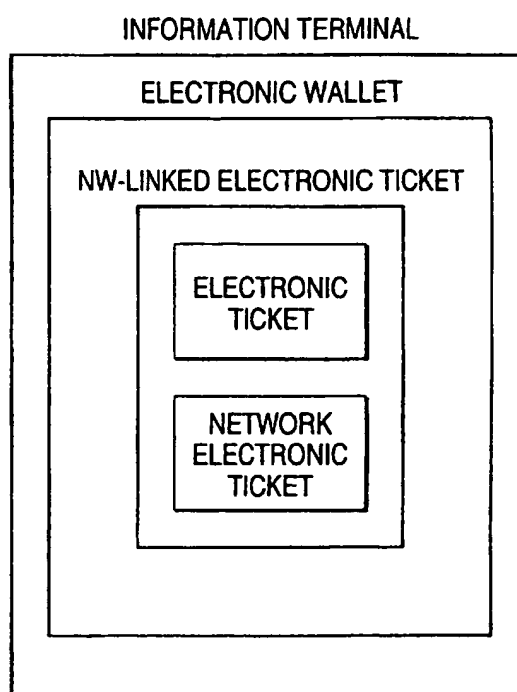 INFORMATION TERMINAL
ELECTRONIC WALLET
NW-LINKED ELECTRONIC TICKET
ELECTRONIC
TICKET
NETWORK
ELECTRONIC
TICKET